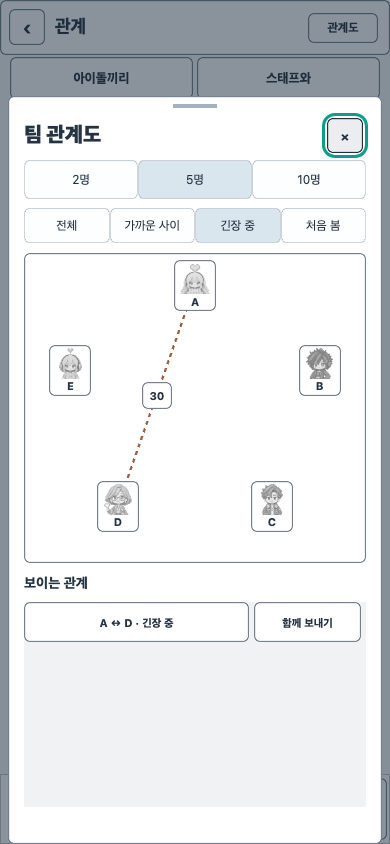 ‹ 관계 관계도
아이돌끼리 스태프와
팀 관계도 ×
2명 5명 10명
전체 가까운 사이 긴장 중 처음 봄
A
E B
30
D C
보이는 관계
A ↔ D · 긴장 중 함께 보내기